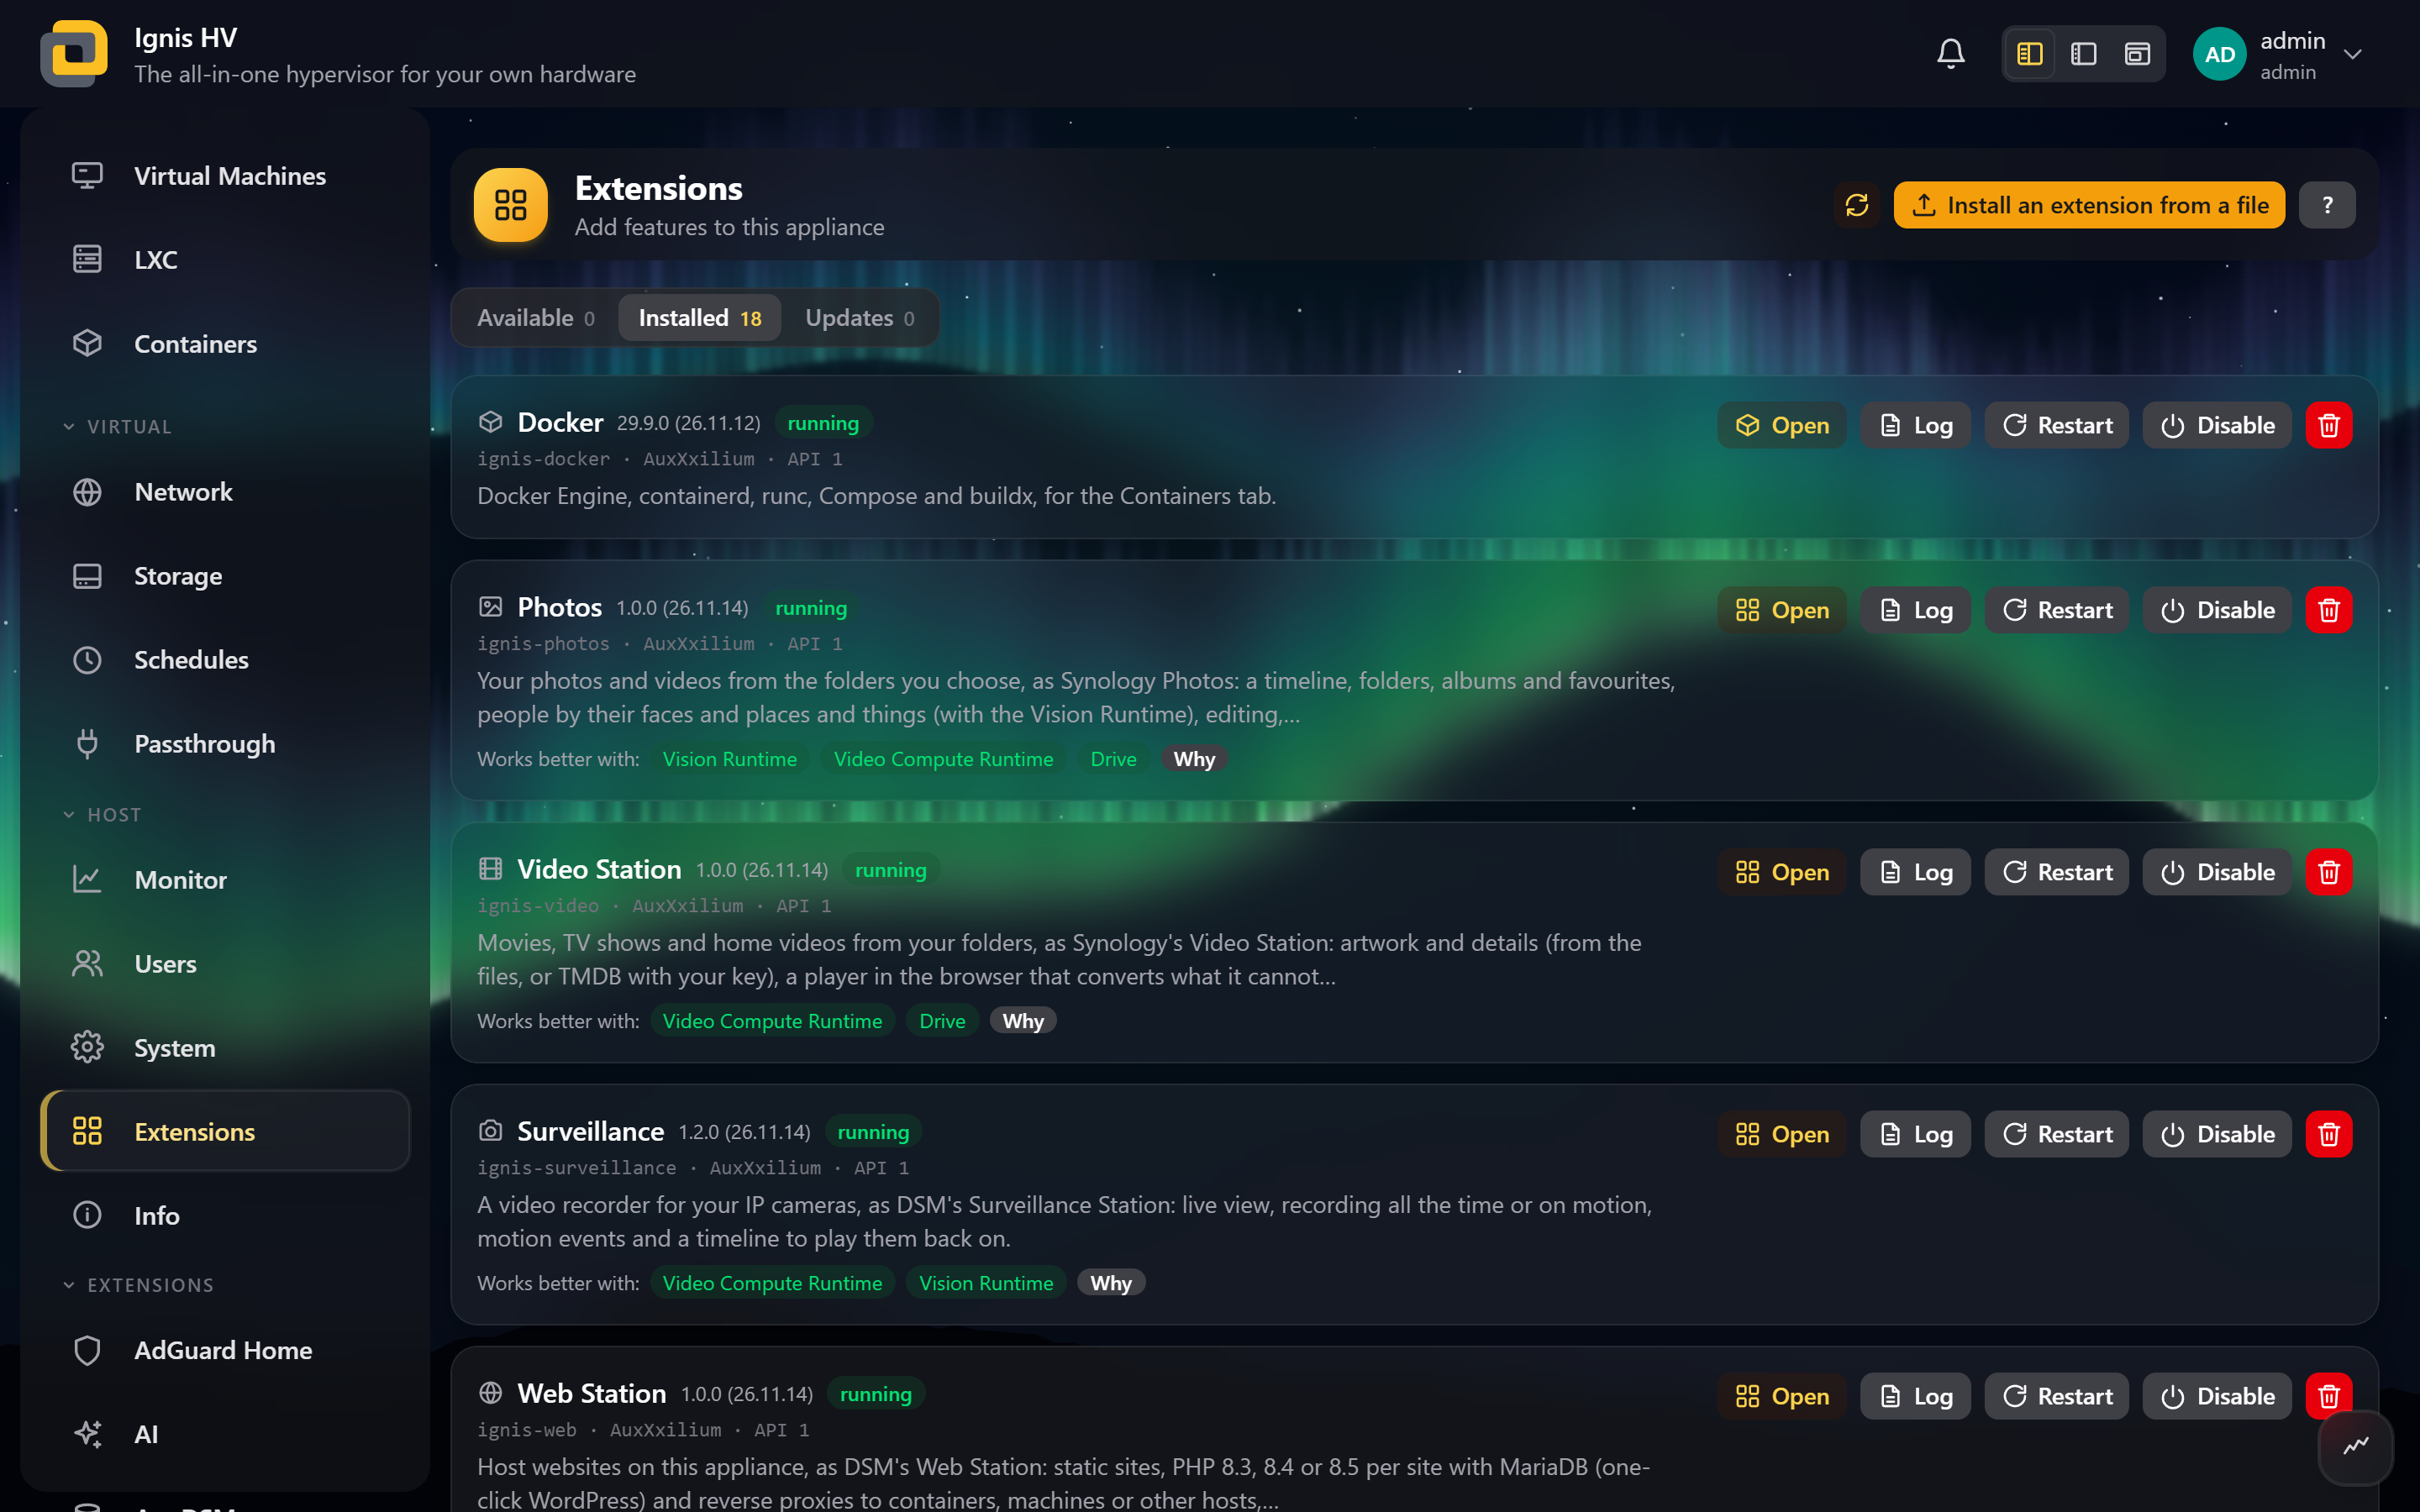 Ignis HV
The all-in-one hypervisor for your own hardware
AD
admin
admin
Virtual Machines
LXC
Containers
VIRTUAL
Network
Storage
Schedules
Passthrough
HOST
Monitor
Users
System
Extensions
Info
EXTENSIONS
AdGuard Home
AI
Extensions
Add features to this appliance
Install an extension from a file
?
Available 0
Installed 18
Updates 0
Docker 29.9.0 (26.11.12) running
ignis-docker · AuxXxilium · API 1
Docker Engine, containerd, runc, Compose and buildx, for the Containers tab.
Open Log Restart Disable
Photos 1.0.0 (26.11.14) running
ignis-photos · AuxXxilium · API 1
Your photos and videos from the folders you choose, as Synology Photos: a timeline, folders, albums and favourites,
people by their faces and places and things (with the Vision Runtime), editing,...
Works better with: Vision Runtime Video Compute Runtime Drive Why
Open Log Restart Disable
Video Station 1.0.0 (26.11.14) running
ignis-video · AuxXxilium · API 1
Movies, TV shows and home videos from your folders, as Synology's Video Station: artwork and details (from the
files, or TMDB with your key), a player in the browser that converts what it cannot...
Works better with: Video Compute Runtime Drive Why
Open Log Restart Disable
Surveillance 1.2.0 (26.11.14) running
ignis-surveillance · AuxXxilium · API 1
A video recorder for your IP cameras, as DSM's Surveillance Station: live view, recording all the time or on motion,
motion events and a timeline to play them back on.
Works better with: Video Compute Runtime Vision Runtime Why
Open Log Restart Disable
Web Station 1.0.0 (26.11.14) running
ignis-web · AuxXxilium · API 1
Host websites on this appliance, as DSM's Web Station: static sites, PHP 8.3, 8.4 or 8.5 per site with MariaDB (one-
click WordPress) and reverse proxies to containers, machines or other hosts,...
Open Log Restart Disable